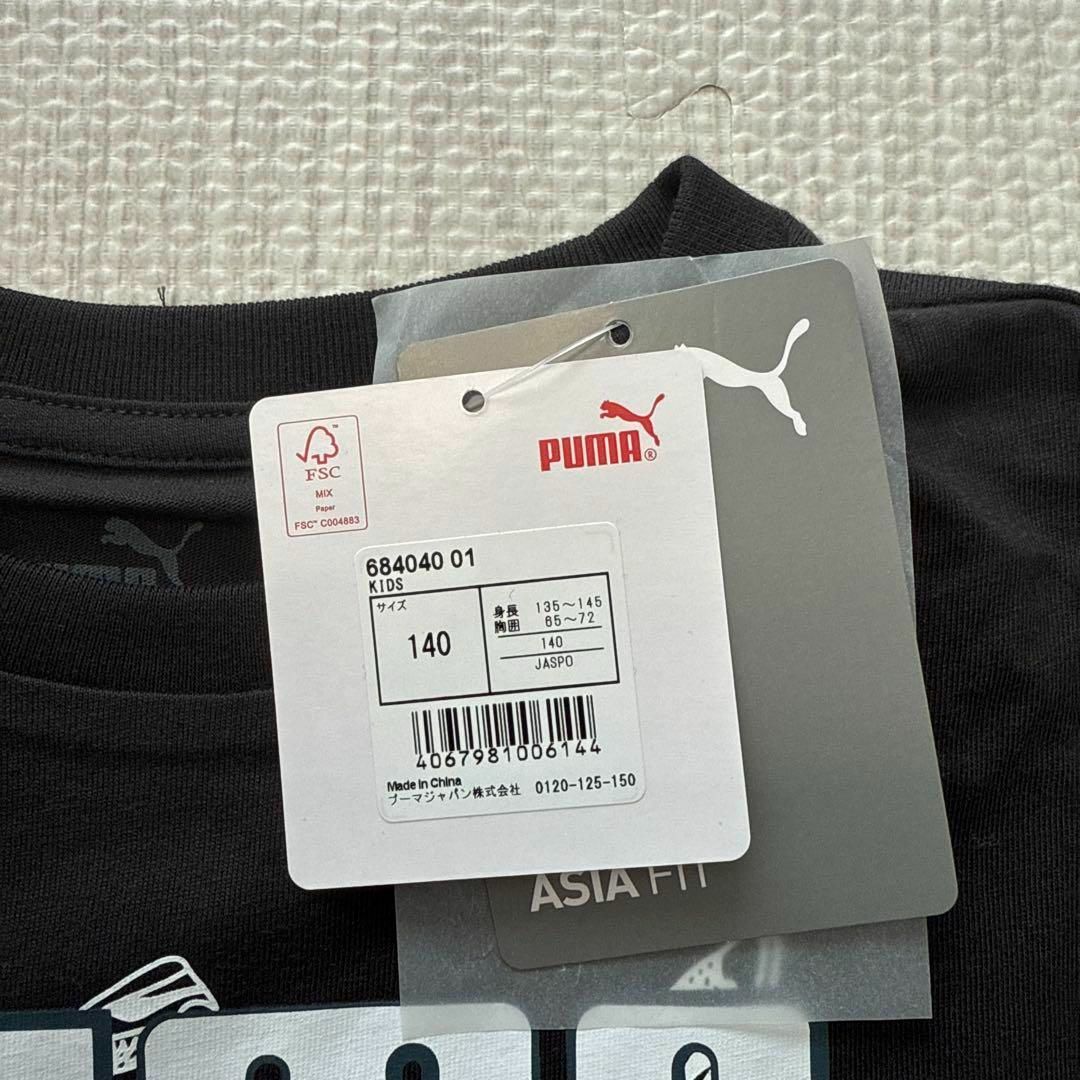 FSC™
MIX
Paper
FSC™ C004883
PUMA®
684040 01
KIDS
サイズ
140
身長 135〜145
胸囲 65〜72
140
JASPO
4067981006144
Made in China
プーマジャパン株式会社 0120-125-150
ASIA FIT
PUMA